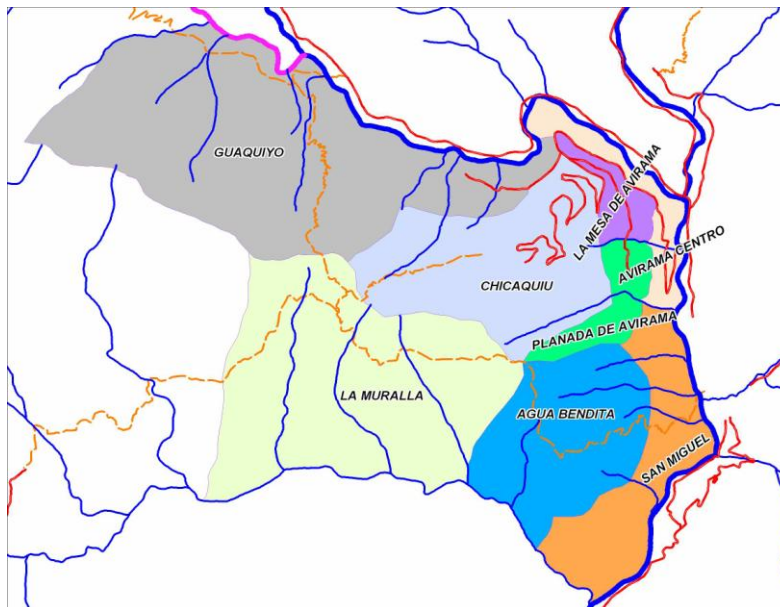 GUAQUIYO
LA MESA DE AVIRAMA
AVIRAMA CENTRO
CHICAQUIU
PLANADA DE AVIRAMA
LA MURALLA
AGUA BENDITA
SAN MIGUEL